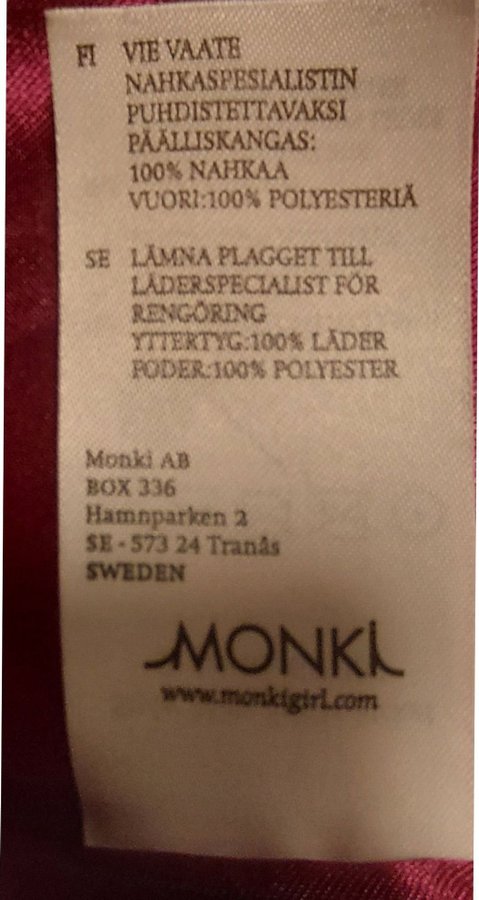 FI VIE VAATE
NAHKASPESIALISTIN
PUHDISTETTAVAKSI
PÄÄLLISKANGAS:
100% NAHKAA
VUORI:100% POLYESTERIÄ
SE LÄMNA PLAGGET TILL
LÄDERSPECIALIST FÖR
RENGÖRING
YTTERTYG:100% LÄDER
FODER:100% POLYESTER
Monki AB
BOX 336
Hamnparken 2
SE - 573 24 Tranås
SWEDEN
MONKI
www.monkigirl.com